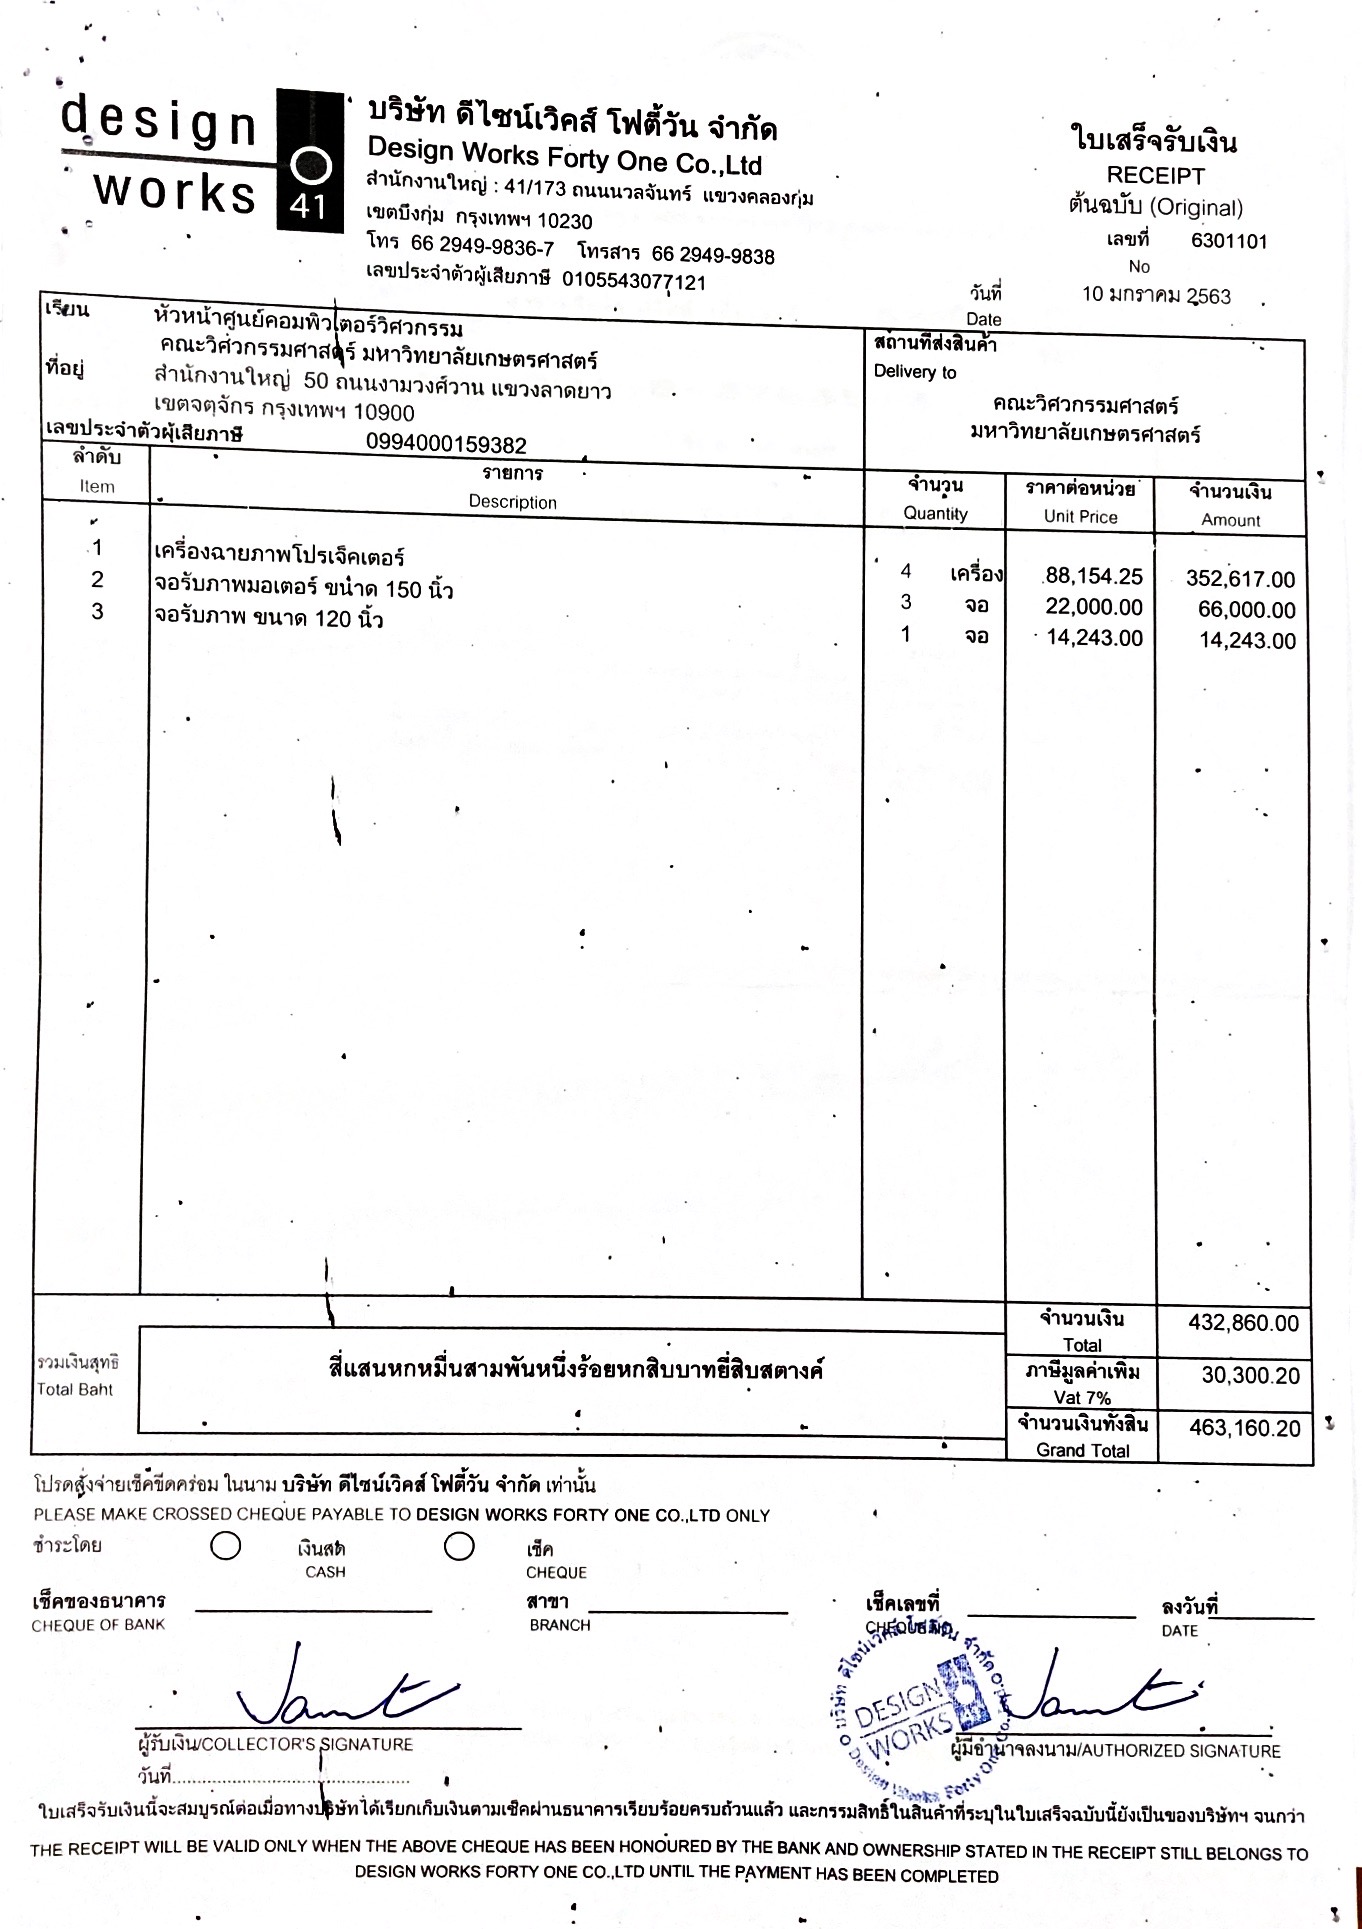 design
works
41
บริษัท ดีไซน์เวิคส์ โฟตี้วัน จำกัด
Design Works Forty One Co.,Ltd
สำนักงานใหญ่ : 41/173 ถนนนวลจันทร์ แขวงคลองกุ่ม
เขตบึงกุ่ม กรุงเทพฯ 10230
โทร 66 2949-9836-7 โทรสาร 66 2949-9838
เลขประจำตัวผู้เสียภาษี 0105543077121
ใบเสร็จรับเงิน
RECEIPT
ต้นฉบับ (Original)
เลขที่ 6301101
No
วันที่ 10 มกราคม 2563
Date
เรียน หัวหน้าศูนย์คอมพิวเตอร์วิศวกรรม
คณะวิศวกรรมศาสตร์ มหาวิทยาลัยเกษตรศาสตร์
ที่อยู่ สำนักงานใหญ่ 50 ถนนงามวงศ์วาน แขวงลาดยาว
เขตจตุจักร กรุงเทพฯ 10900
เลขประจำตัวผู้เสียภาษี 0994000159382
สถานที่ส่งสินค้า
Delivery to
คณะวิศวกรรมศาสตร์
มหาวิทยาลัยเกษตรศาสตร์
ลำดับ รายการ จำนวน ราคาต่อหน่วย จำนวนเงิน
Item Description Quantity Unit Price Amount
1 เครื่องฉายภาพโปรเจ็คเตอร์ 4 เครื่อง 88,154.25 352,617.00
2 จอรับภาพมอเตอร์ ขนาด 150 นิ้ว 3 จอ 22,000.00 66,000.00
3 จอรับภาพ ขนาด 120 นิ้ว 1 จอ 14,243.00 14,243.00
จำนวนเงิน 432,860.00
Total
รวมเงินสุทธิ สี่แสนหกหมื่นสามพันหนึ่งร้อยหกสิบบาทยี่สิบสตางค์ ภาษีมูลค่าเพิ่ม 30,300.20
Total Baht Vat 7%
จำนวนเงินทั้งสิ้น 463,160.20
Grand Total
โปรดสั่งจ่ายเช็คขีดคร่อม ในนาม บริษัท ดีไซน์เวิคส์ โฟตี้วัน จำกัด เท่านั้น
PLEASE MAKE CROSSED CHEQUE PAYABLE TO DESIGN WORKS FORTY ONE CO.,LTD ONLY
ชำระโดย เงินสด เช็ค
CASH CHEQUE
เช็คของธนาคาร สาขา เช็คเลขที่ ลงวันที่
CHEQUE OF BANK BRANCH CHEQUE NO DATE
บริษัท ดีไซน์เวิคส์ โฟตี้วัน จำกัด
DESIGN
WORKS
Design Works Forty One Co.,
ผู้รับเงิน/COLLECTOR'S SIGNATURE ผู้มีอำนาจลงนาม/AUTHORIZED SIGNATURE
วันที่
ใบเสร็จรับเงินนี้จะสมบูรณ์ต่อเมื่อทางบริษัทได้เรียกเก็บเงินตามเช็คผ่านธนาคารเรียบร้อยครบถ้วนแล้ว และกรรมสิทธิ์ในสินค้าที่ระบุในใบเสร็จฉบับนี้ยังเป็นของบริษัทฯ จนกว่า
THE RECEIPT WILL BE VALID ONLY WHEN THE ABOVE CHEQUE HAS BEEN HONOURED BY THE BANK AND OWNERSHIP STATED IN THE RECEIPT STILL BELONGS TO
DESIGN WORKS FORTY ONE CO.,LTD UNTIL THE PAYMENT HAS BEEN COMPLETED